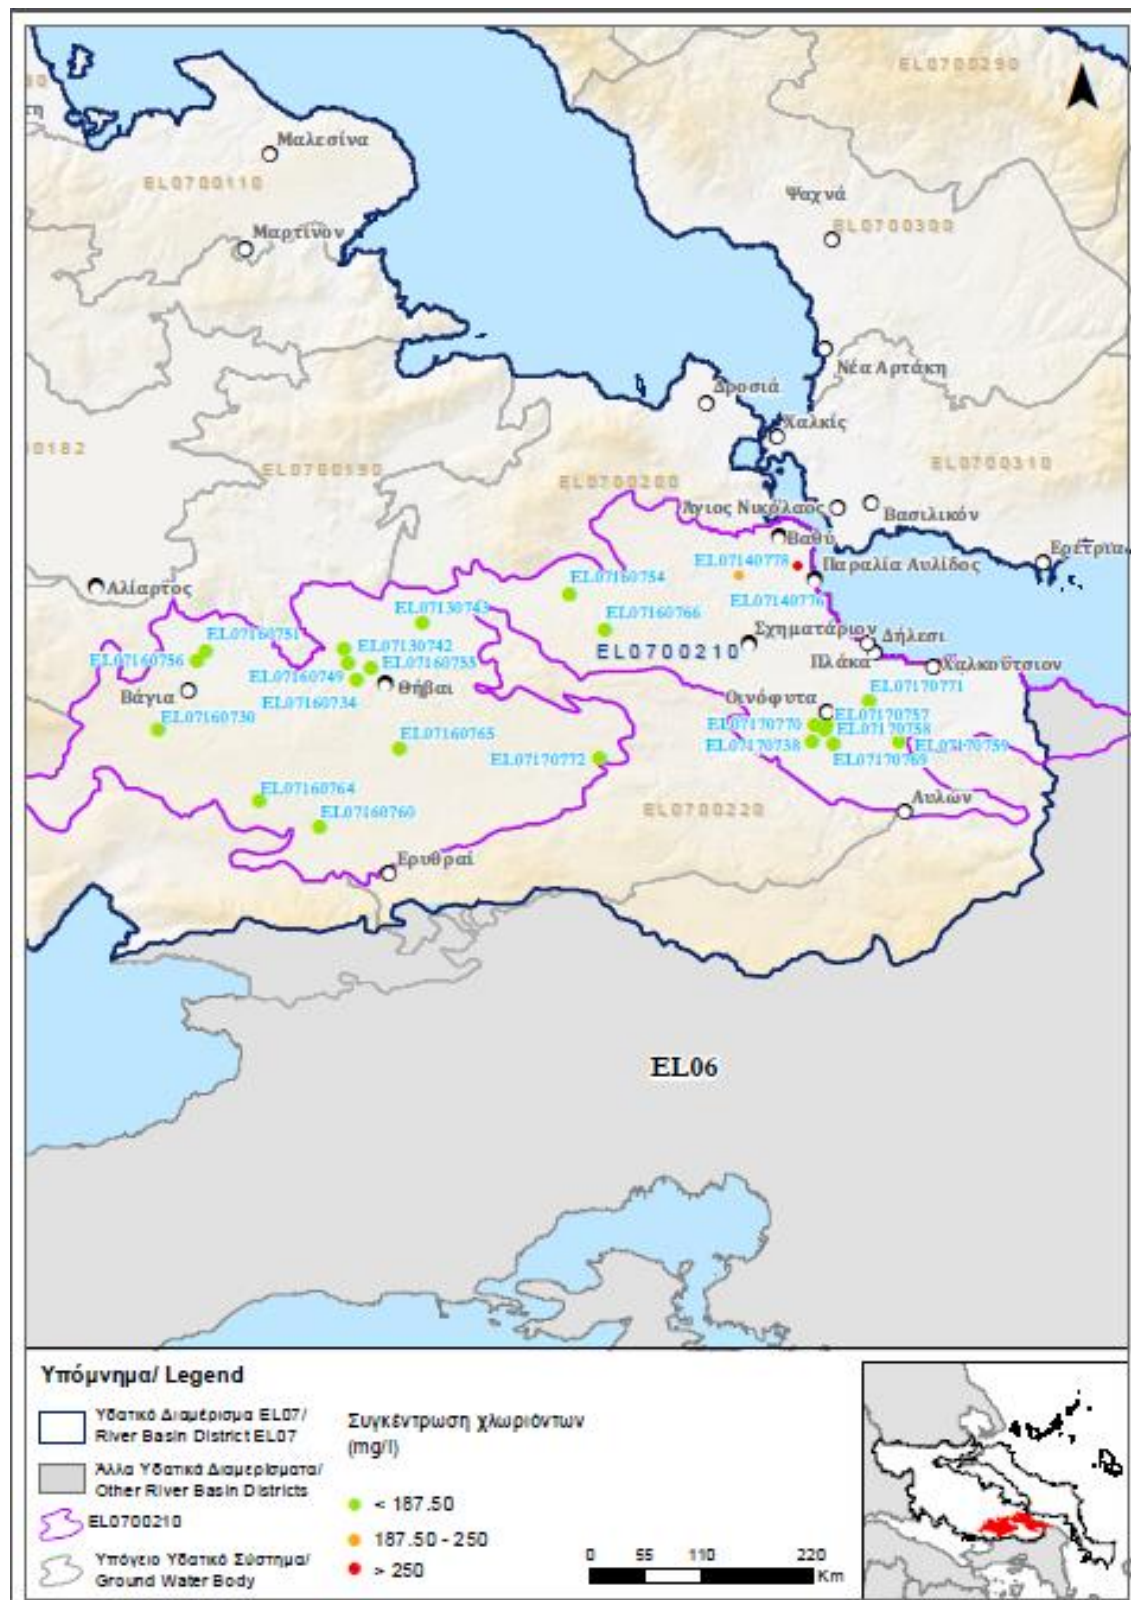 EL0700290
Μαλεσίνα
EL0700110
Ψαχνά
EL0700300
Μαρτίνον
Νέα Αρτάκη
Δροσιά
Χαλκίς
0182
EL0700310
EL0700200
Άγιος Νικόλαος
Βασιλικόν
Βαθύ
Ερέτρια
EL07140778
Παραλία Αυλίδος
EL07160754
Αλίαρτος
EL07140776
EL07130743
EL07160766
Σχηματάριον
Δήλεσι
EL07160751
EL07130742
EL0700210
Πλάκα
Χαλκούτσιον
EL07160756
EL07160755
EL07160749
Θήβαι
Βάγια
EL07160734
EL07170771
Οινόφυτα
EL07170757
EL07160730
EL07170770
EL07170758
EL07160765
EL07170738
EL07170759
EL07170772
EL07170769
EL07160764
Αυλών
EL0700220
EL07160760
Ερυθραί
EL06
Υπόμνημα/ Legend
Υδατικό Διαμέρισμα EL07/
River Basin District EL07
Άλλα Υδατικά Διαμερίσματα/
Other River Basin Districts
EL0700210
Υπόγειο Υδατικό Σύστημα/
Ground Water Body
Συγκέντρωση χλωριόντων
(mg/l)
< 187.50
187.50 - 250
> 250
0 55 110 220
Km